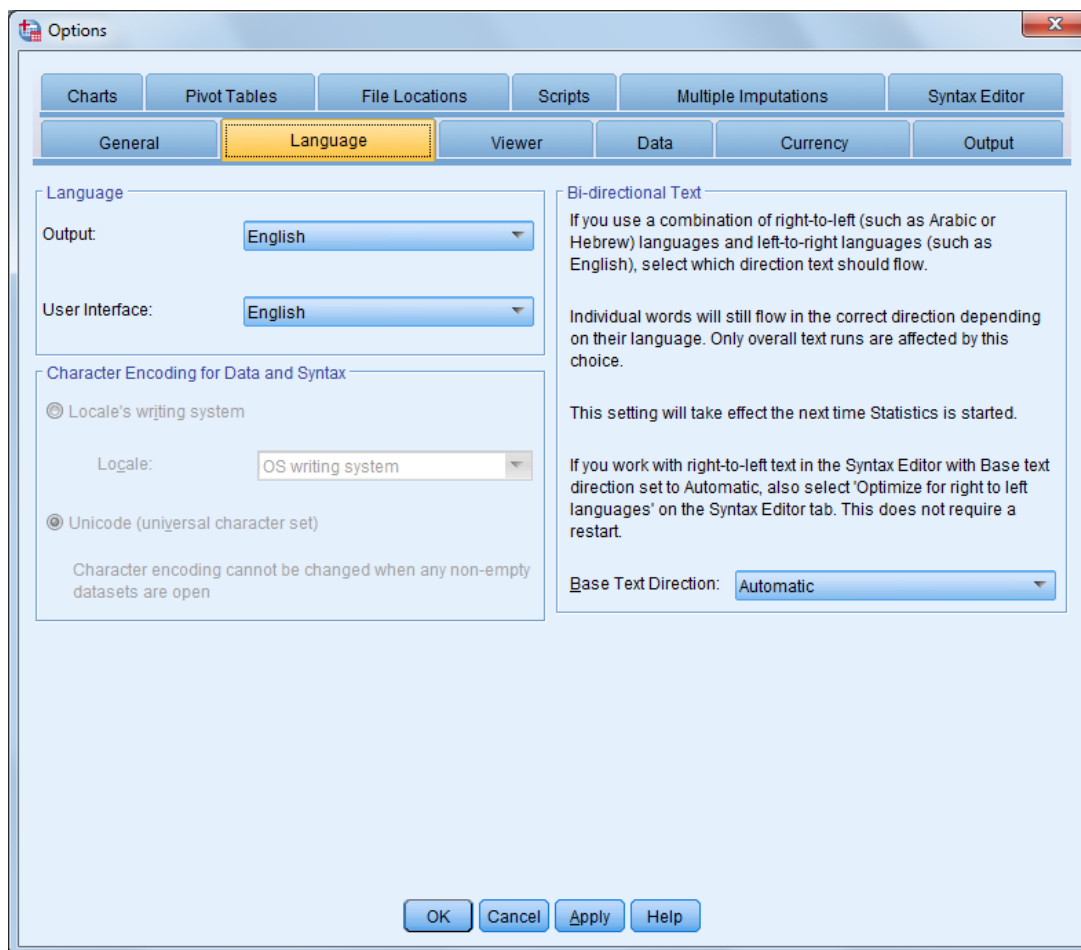 Options
Charts
Pivot Tables
File Locations
Scripts
Multiple Imputations
Syntax Editor
General
Language
Viewer
Data
Currency
Output
Language
Output:
English
User Interface:
English
Character Encoding for Data and Syntax
Locale's writing system
Locale:
OS writing system
Unicode (universal character set)
Character encoding cannot be changed when any non-empty
datasets are open
Bi-directional Text
If you use a combination of right-to-left (such as Arabic or
Hebrew) languages and left-to-right languages (such as
English), select which direction text should flow.
Individual words will still flow in the correct direction depending
on their language. Only overall text runs are affected by this
choice.
This setting will take effect the next time Statistics is started.
If you work with right-to-left text in the Syntax Editor with Base text
direction set to Automatic, also select 'Optimize for right to left
languages' on the Syntax Editor tab. This does not require a
restart.
Base Text Direction:
Automatic
OK
Cancel
Apply
Help